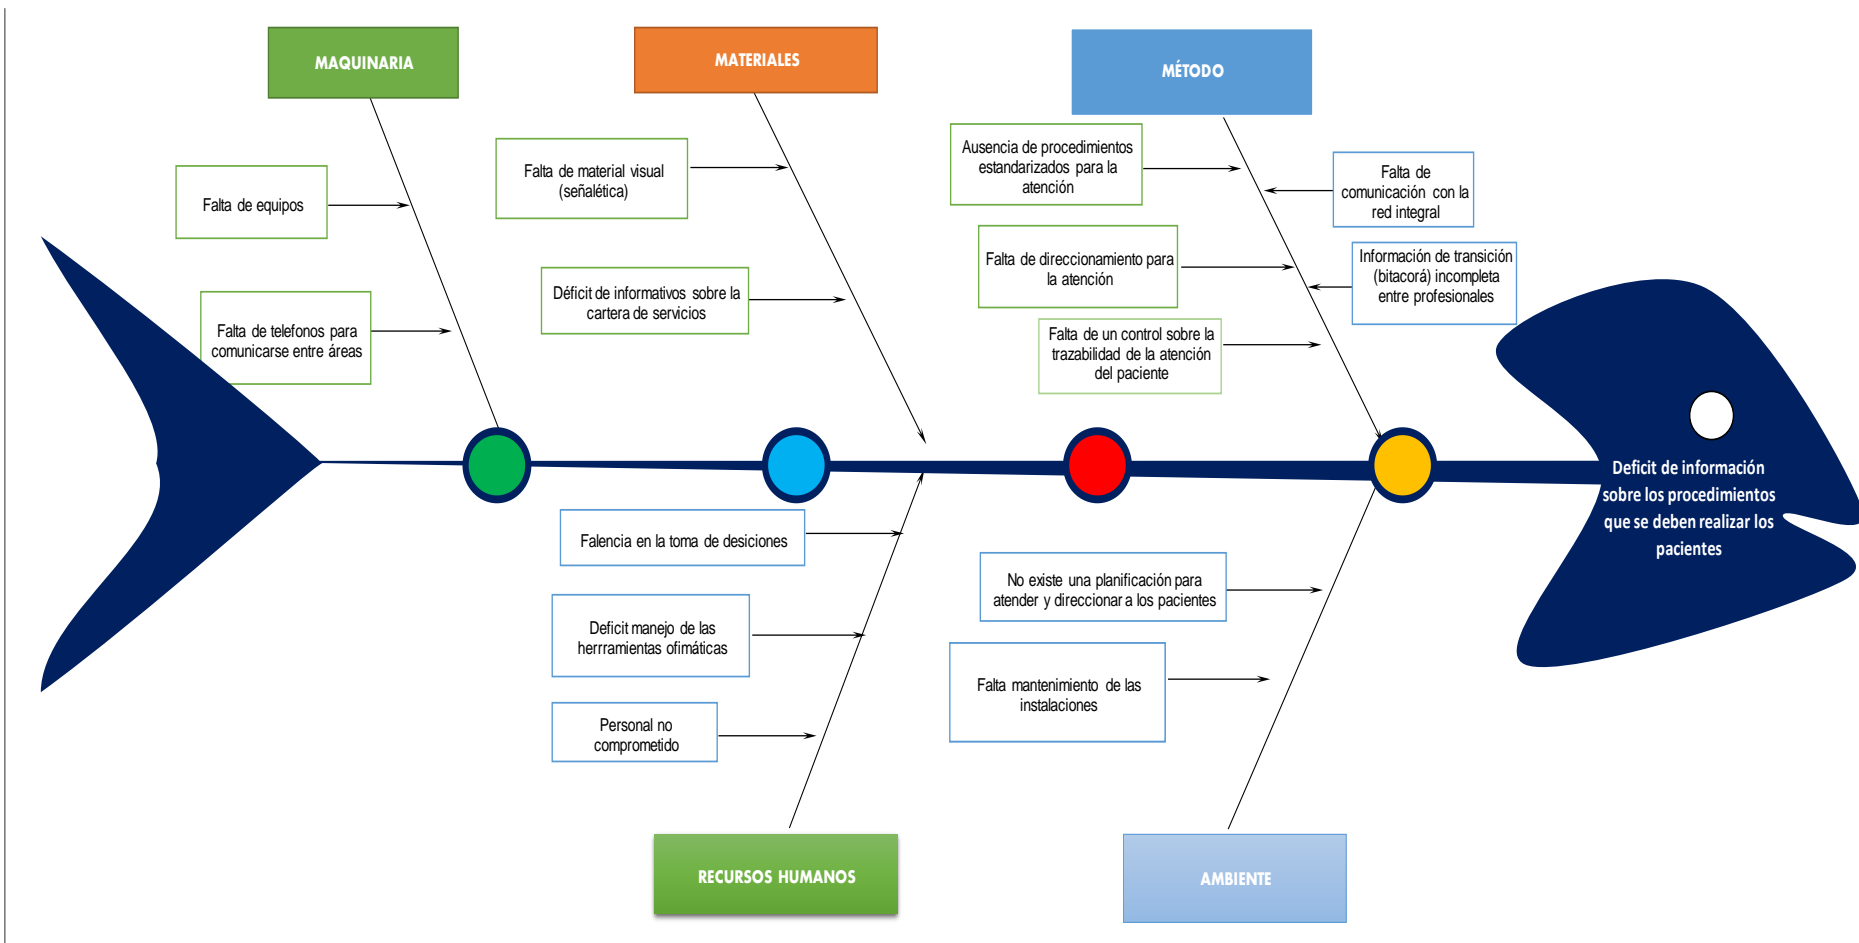 MAQUINARIA
MATERIALES
MÉTODO
Falta de equipos
Falta de telefonos para
comunicarse entre áreas
Falta de material visual
(señalética)
Déficit de informativos sobre la
cartera de servicios
Ausencia de procedimientos
estandarizados para la
atención
Falta de direccionamiento para
la atención
Falta de un control sobre la
trazabilidad de la atención
del paciente
Falta de
comunicación con la
red integral
Información de transición
(bitacorá) incompleta
entre profesionales
Deficit de información
sobre los procedimientos
que se deben realizar los
pacientes
Falencia en la toma de desiciones
Deficit manejo de las
herrramientas ofimáticas
Personal no
comprometido
No existe una planificación para
atender y direccionar a los pacientes
Falta mantenimiento de las
instalaciones
RECURSOS HUMANOS
AMBIENTE